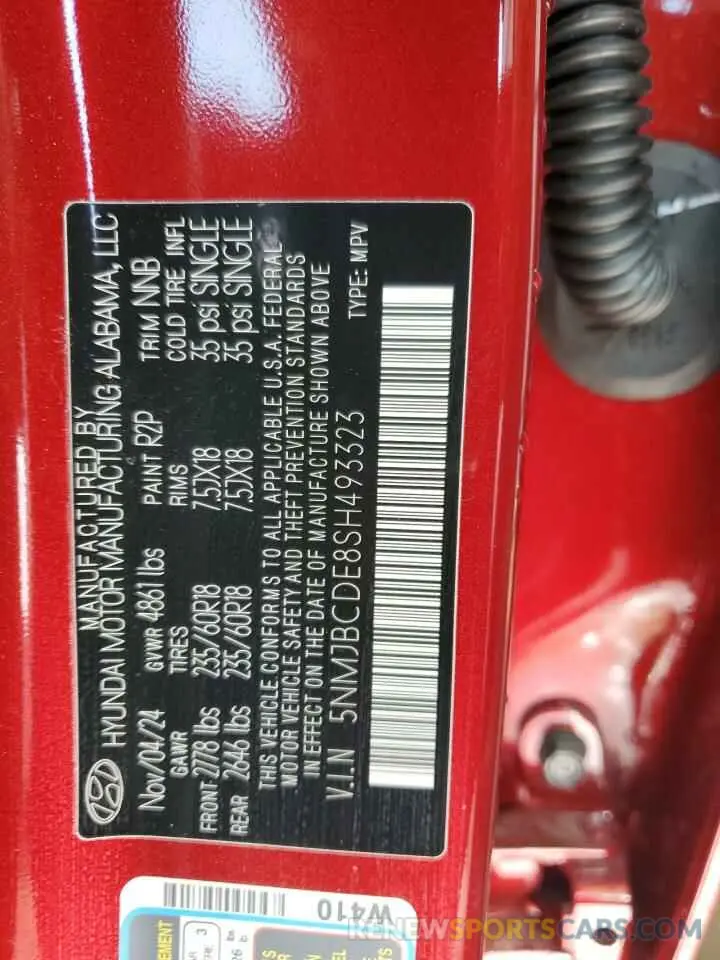 MANUFACTURED BY
HYUNDAI MOTOR MANUFACTURING ALABAMA, LLC
Nov/04/24 GVWR 4861 lbs PAINT R2P TRIM NNB
GAWR TIRES RIMS COLD TIRE INFL
FRONT 2778 lbs 235/60R18 7.5JX18 35 psi SINGLE
REAR 2646 lbs 235/60R18 7.5JX18 35 psi SINGLE
THIS VEHICLE CONFORMS TO ALL APPLICABLE U.S.A. FEDERAL
MOTOR VEHICLE SAFETY AND THEFT PREVENTION STANDARDS
IN EFFECT ON THE DATE OF MANUFACTURE SHOWN ABOVE
V.I.N 5NMJBCDE8SH493323 TYPE: MPV
W410
RENEWSPORTSCARS.COM